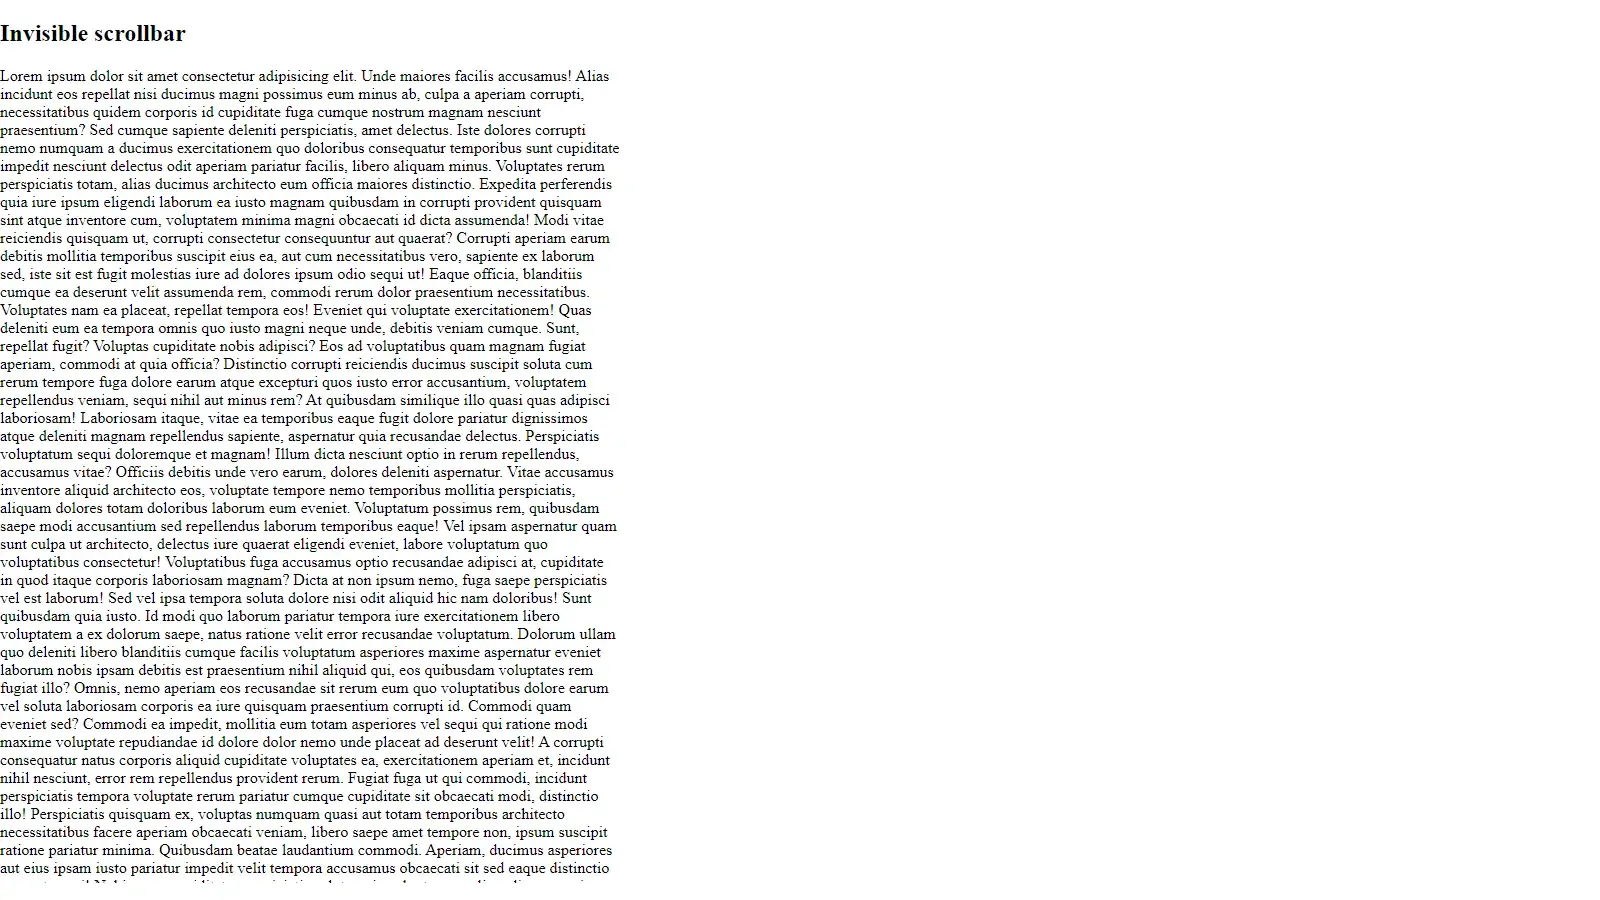 Invisible scrollbar
Lorem ipsum dolor sit amet consectetur adipisicing elit. Unde maiores facilis accusamus! Alias
incidunt eos repellat nisi ducimus magni possimus eum minus ab, culpa a aperiam corrupti,
necessitatibus quidem corporis id cupiditate fuga cumque nostrum magnam nesciunt
praesentium? Sed cumque sapiente deleniti perspiciatis, amet delectus. Iste dolores corrupti
nemo numquam a ducimus exercitationem quo doloribus consequatur temporibus sunt cupiditate
impedit nesciunt delectus odit aperiam pariatur facilis, libero aliquam minus. Voluptates rerum
perspiciatis totam, alias ducimus architecto eum officia maiores distinctio. Expedita perferendis
quia iure ipsum eligendi laborum ea iusto magnam quibusdam in corrupti provident quisquam
sint atque inventore cum, voluptatem minima magni obcaecati id dicta assumenda! Modi vitae
reiciendis quisquam ut, corrupti consectetur consequuntur aut quaerat? Corrupti aperiam earum
debitis mollitia temporibus suscipit eius ea, aut cum necessitatibus vero, sapiente ex laborum
sed, iste sit est fugit molestias iure ad dolores ipsum odio sequi ut! Eaque officia, blanditiis
cumque ea deserunt velit assumenda rem, commodi rerum dolor praesentium necessitatibus.
Voluptates nam ea placeat, repellat tempora eos! Eveniet qui voluptate exercitationem! Quas
deleniti eum ea tempora omnis quo iusto magni neque unde, debitis veniam cumque. Sunt,
repellat fugit? Voluptas cupiditate nobis adipisci? Eos ad voluptatibus quam magnam fugiat
aperiam, commodi at quia officia? Distinctio corrupti reiciendis ducimus suscipit soluta cum
rerum tempore fuga dolore earum atque excepturi quos iusto error accusantium, voluptatem
repellendus veniam, sequi nihil aut minus rem? At quibusdam similique illo quasi quas adipisci
laboriosam! Laboriosam itaque, vitae ea temporibus eaque fugit dolore pariatur dignissimos
atque deleniti magnam repellendus sapiente, aspernatur quia recusandae delectus. Perspiciatis
voluptatum sequi doloremque et magnam! Illum dicta nesciunt optio in rerum repellendus,
accusamus vitae? Officiis debitis unde vero earum, dolores deleniti aspernatur. Vitae accusamus
inventore aliquid architecto eos, voluptate tempore nemo temporibus mollitia perspiciatis,
aliquam dolores totam doloribus laborum eum eveniet. Voluptatum possimus rem, quibusdam
saepe modi accusantium sed repellendus laborum temporibus eaque! Vel ipsam aspernatur quam
sunt culpa ut architecto, delectus iure quaerat eligendi eveniet, labore voluptatum quo
voluptatibus consectetur! Voluptatibus fuga accusamus optio recusandae adipisci at, cupiditate
in quod itaque corporis laboriosam magnam? Dicta at non ipsum nemo, fuga saepe perspiciatis
vel est laborum! Sed vel ipsa tempora soluta dolore nisi odit aliquid hic nam doloribus! Sunt
quibusdam quia iusto. Id modi quo laborum pariatur tempora iure exercitationem libero
voluptatem a ex dolorum saepe, natus ratione velit error recusandae voluptatum. Dolorum ullam
quo deleniti libero blanditiis cumque facilis voluptatum asperiores maxime aspernatur eveniet
laborum nobis ipsam debitis est praesentium nihil aliquid qui, eos quibusdam voluptates rem
fugiat illo? Omnis, nemo aperiam eos recusandae sit rerum eum quo voluptatibus dolore earum
vel soluta laboriosam corporis ea iure quisquam praesentium corrupti id. Commodi quam
eveniet sed? Commodi ea impedit, mollitia eum totam asperiores vel sequi qui ratione modi
maxime voluptate repudiandae id dolore dolor nemo unde placeat ad deserunt velit! A corrupti
consequatur natus corporis aliquid cupiditate voluptates ea, exercitationem aperiam et, incidunt
nihil nesciunt, error rem repellendus provident rerum. Fugiat fuga ut qui commodi, incidunt
perspiciatis tempora voluptate rerum pariatur cumque cupiditate sit obcaecati modi, distinctio
illo! Perspiciatis quisquam ex, voluptas numquam quasi aut totam temporibus architecto
necessitatibus facere aperiam obcaecati veniam, libero saepe amet tempore non, ipsum suscipit
ratione pariatur minima. Quibusdam beatae laudantium commodi. Aperiam, ducimus asperiores
aut eius ipsam iusto pariatur impedit velit tempora accusamus obcaecati sit sed eaque distinctio